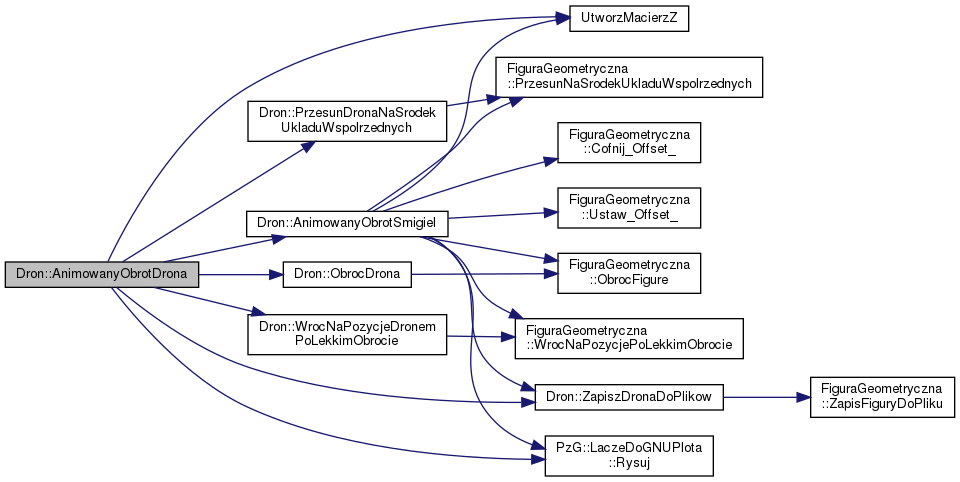 UtworzMacierzZ
FiguraGeometryczna
::PrzesunNaSrodekUkladuWspolrzednych
Dron::PrzesunDronaNaSrodek
UkladuWspolrzednych
FiguraGeometryczna
::Cofnij_Offset_
FiguraGeometryczna
::Ustaw_Offset_
Dron::AnimowanyObrotSmigiel
Dron::AnimowanyObrotDrona
Dron::ObrocDrona
FiguraGeometryczna
::ObrocFigure
Dron::WrocNaPozycjeDronem
PoLekkimObrocie
FiguraGeometryczna
::WrocNaPozycjePoLekkimObrocie
Dron::ZapiszDronaDoPlikow
FiguraGeometryczna
::ZapisFiguryDoPliku
PzG::LaczeDoGNUPlota
::Rysuj